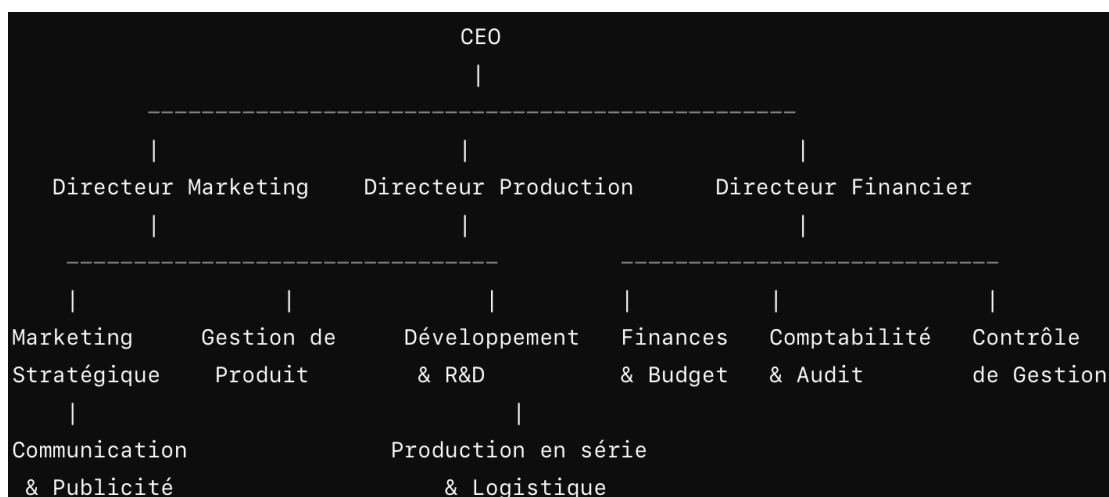 CEO
Directeur Marketing Directeur Production Directeur Financier
Marketing Gestion de Développement Finances Comptabilité Contrôle
Stratégique Produit & R&D & Budget & Audit de Gestion
Communication Production en série
& Publicité & Logistique